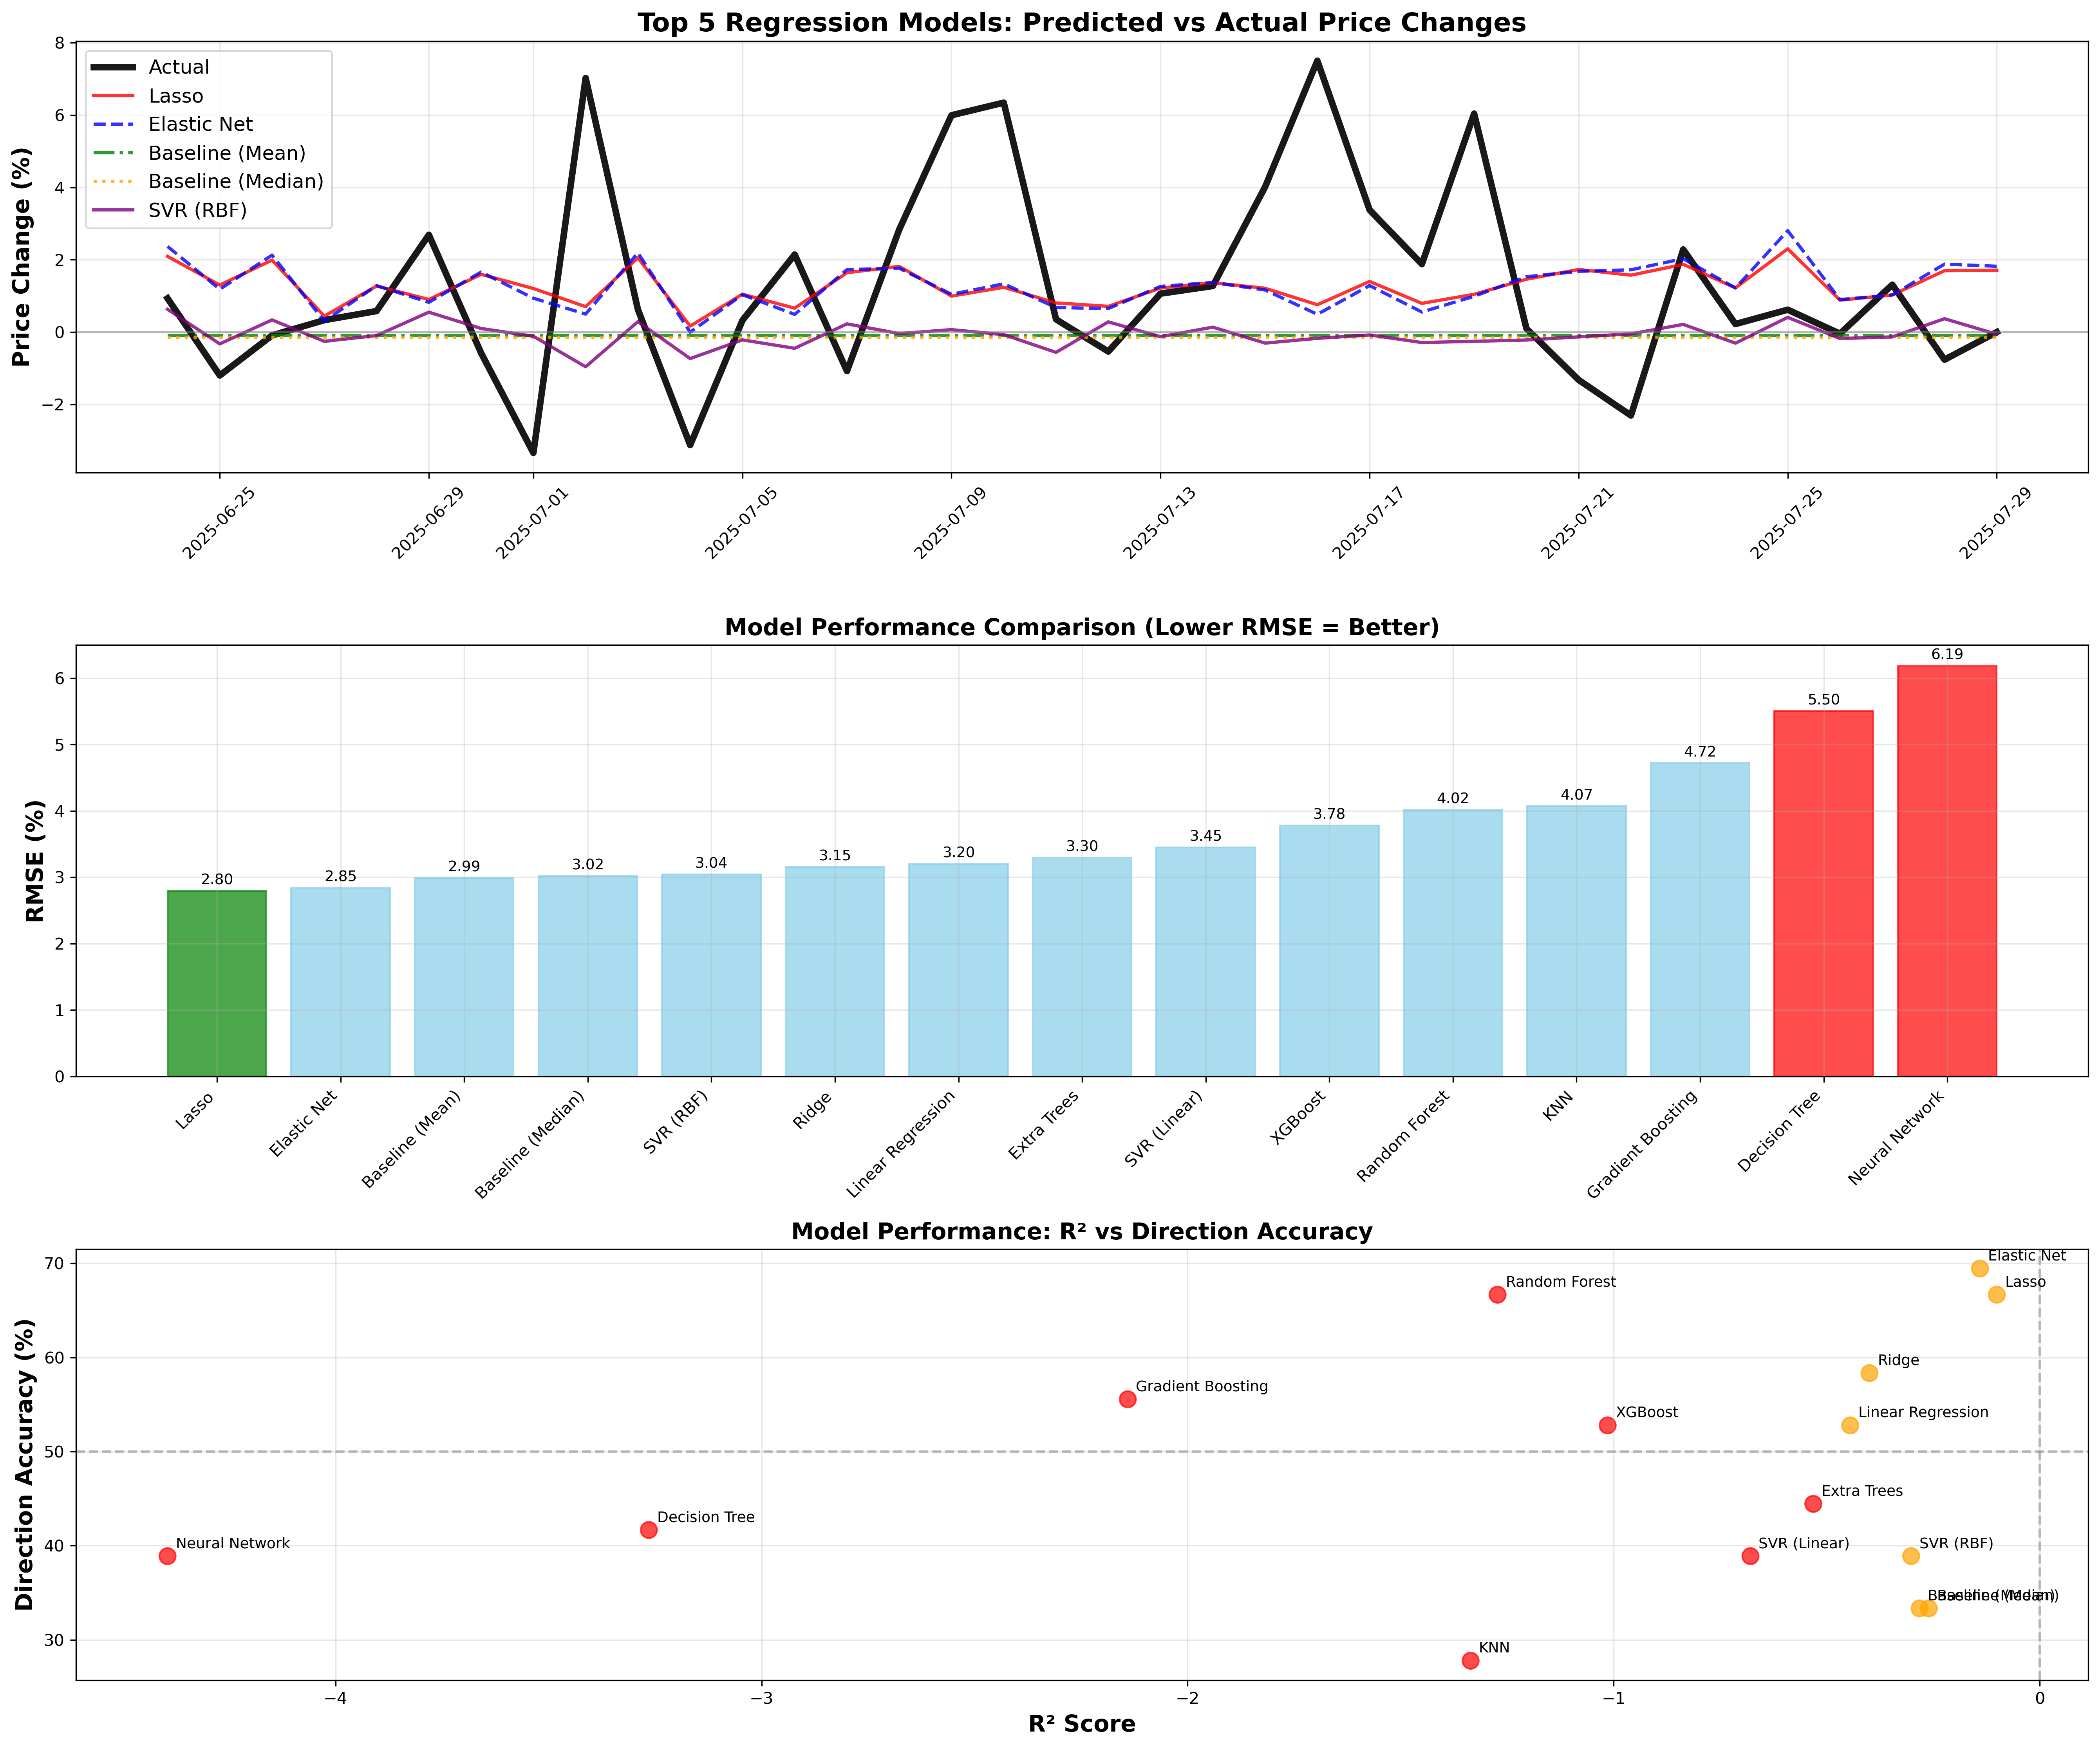 Top 5 Regression Models: Predicted vs Actual Price Changes
Price Change (%)
8
6
4
2
0
−2
Actual
Lasso
Elastic Net
Baseline (Mean)
Baseline (Median)
SVR (RBF)
2025-06-25
2025-06-29
2025-07-01
2025-07-05
2025-07-09
2025-07-13
2025-07-17
2025-07-21
2025-07-25
2025-07-29
Model Performance Comparison (Lower RMSE = Better)
RMSE (%)
6
5
4
3
2
1
0
2.80
2.85
2.99
3.02
3.04
3.15
3.20
3.30
3.45
3.78
4.02
4.07
4.72
5.50
6.19
Lasso
Elastic Net
Baseline (Mean)
Baseline (Median)
SVR (RBF)
Ridge
Linear Regression
Extra Trees
SVR (Linear)
XGBoost
Random Forest
KNN
Gradient Boosting
Decision Tree
Neural Network
Model Performance: R² vs Direction Accuracy
Direction Accuracy (%)
70
60
50
40
30
Elastic Net
Lasso
Random Forest
Ridge
Gradient Boosting
XGBoost
Linear Regression
Extra Trees
Decision Tree
Neural Network
SVR (Linear)
SVR (RBF)
Baseline (Median)
Baseline (Mean)
KNN
−4
−3
−2
−1
0
R² Score